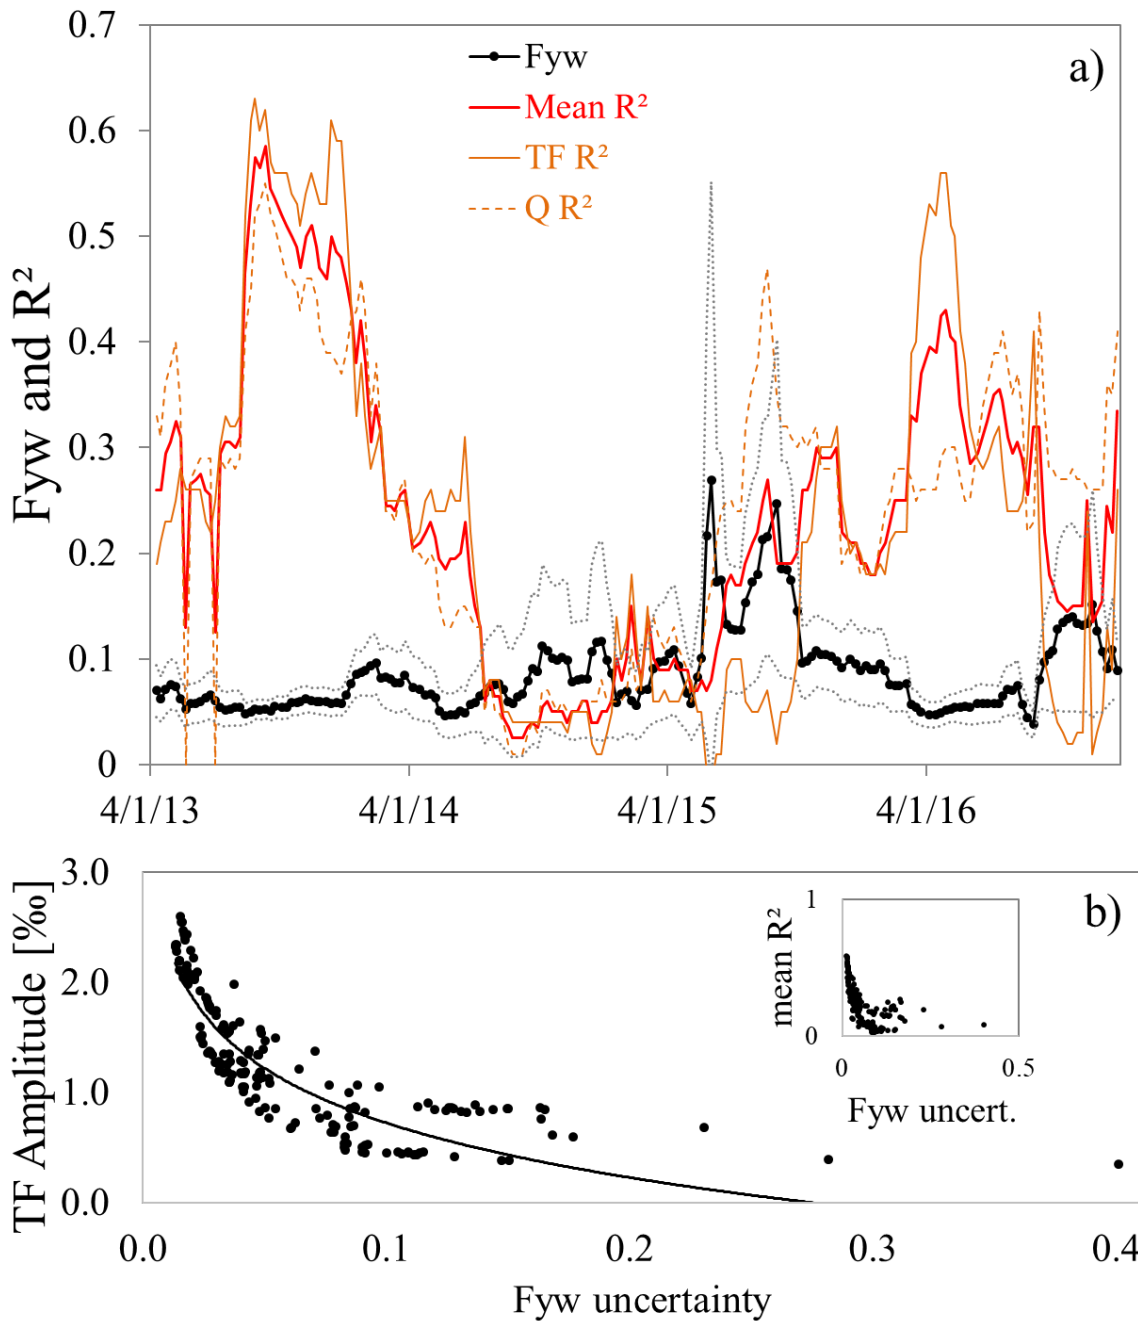 0.7
0.6
0.5
0.4
0.3
0.2
0.1
0
Fyw and R²
Fyw
Mean R²
TF R²
Q R²
a)
4/1/13
4/1/14
4/1/15
4/1/16
3.0
2.0
1.0
0.0
TF Amplitude [‰]
b)
1
0
mean R²
0
0.5
Fyw uncert.
0.0
0.1
0.2
0.3
0.4
Fyw uncertainty